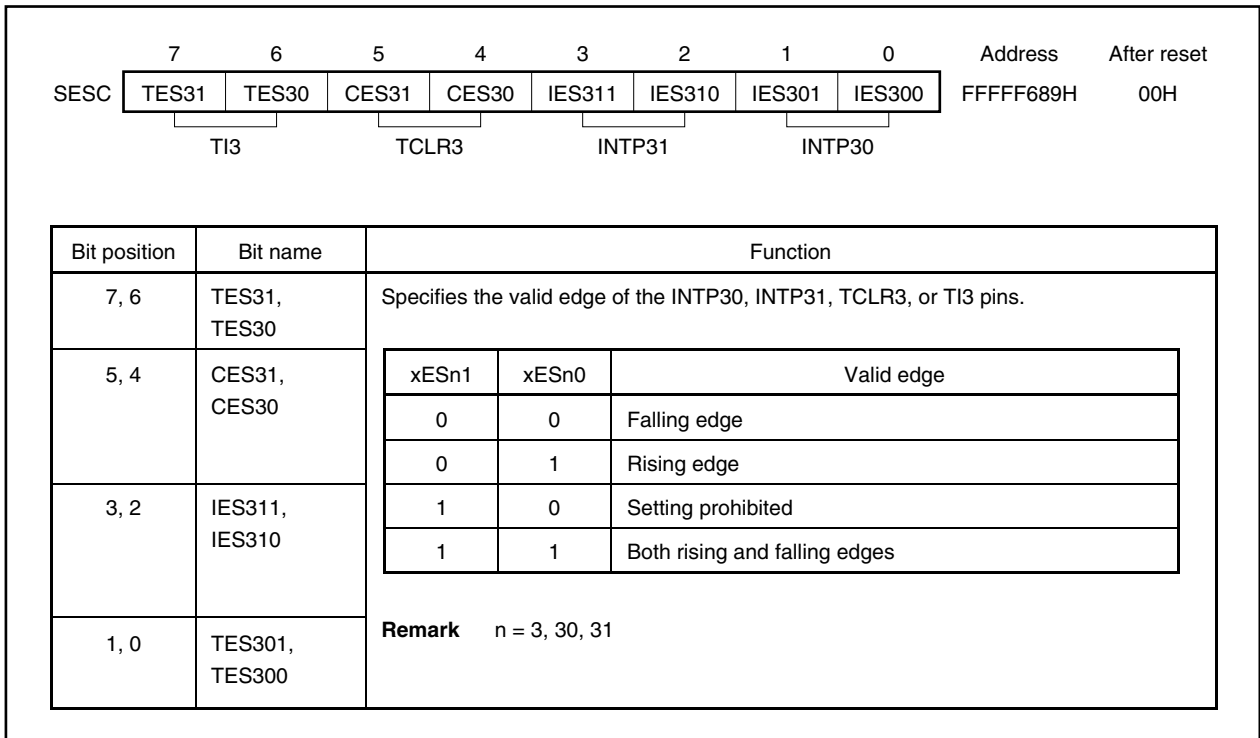 7 6 5 4 3 2 1 0 Address After reset
SESC TES31 TES30 CES31 CES30 IES311 IES310 IES301 IES300 FFFFF689H 00H
TI3 TCLR3 INTP31 INTP30
Bit position Bit name Function
7, 6 TES31, Specifies the valid edge of the INTP30, INTP31, TCLR3, or TI3 pins.
TES30
5, 4 CES31, xESn1 xESn0 Valid edge
CES30
0 0 Falling edge
0 1 Rising edge
3, 2 IES311, 1 0 Setting prohibited
IES310
1 1 Both rising and falling edges
1, 0 TES301, Remark n = 3, 30, 31
TES300